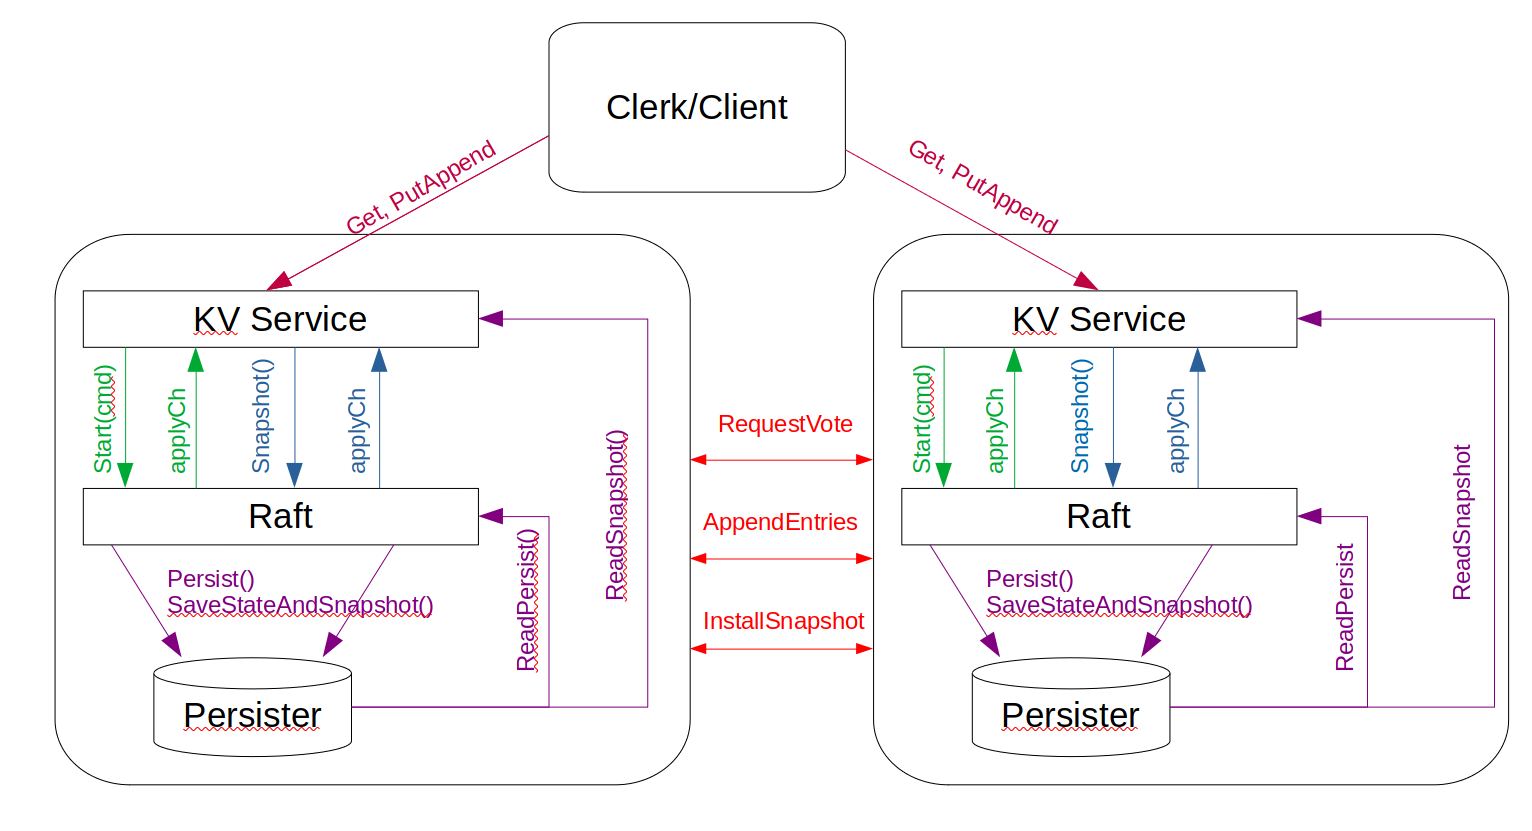 Clerk/Client
Get, PutAppend
Get, PutAppend
KV Service
Start(cmd)
applyCh
Snapshot()
applyCh
Raft
Persist()
SaveStateAndSnapshot()
ReadPersist()
ReadSnapshot()
Persister
RequestVote
AppendEntries
InstallSnapshot
KV Service
Start(cmd)
applyCh
Snapshot()
applyCh
Raft
Persist()
SaveStateAndSnapshot()
ReadPersist
ReadSnapshot
Persister